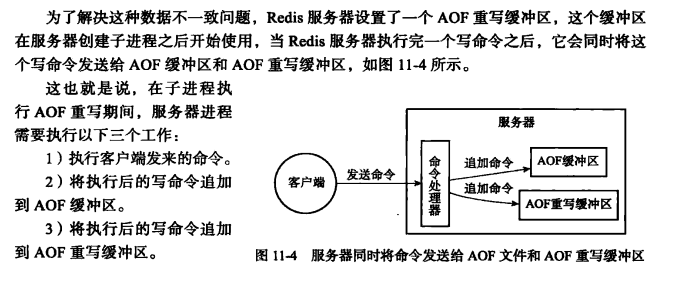 为了解决这种数据不一致问题，Redis 服务器设置了一个 AOF 重写缓冲区，这个缓冲区
在服务器创建子进程之后开始使用，当 Redis 服务器执行完一个写命令之后，它会同时将这
个写命令发送给 AOF 缓冲区和 AOF 重写缓冲区，如图 11-4 所示。
这也就是说，在子进程执
行 AOF 重写期间，服务器进程
需要执行以下三个工作：
1）执行客户端发来的命令。
2）将执行后的写命令追加
到 AOF 缓冲区。
3）将执行后的写命令追加
到 AOF 重写缓冲区。
服务器
客户端
发送命令
命令处理器
追加命令
AOF缓冲区
追加命令
AOF重写缓冲区
图 11-4 服务器同时将命令发送给 AOF 文件和 AOF 重写缓冲区